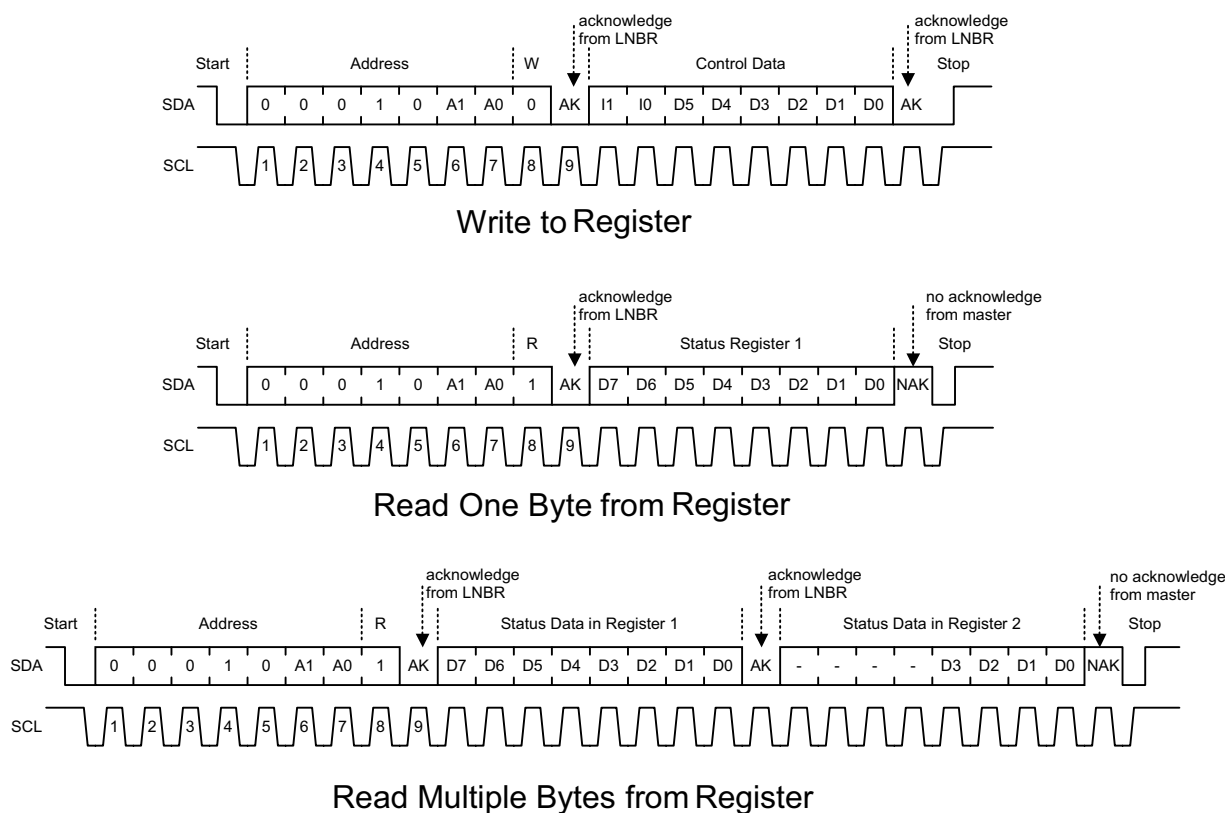 acknowledge
from LNBR
acknowledge
from LNBR
Start Address W Control Data Stop
SDA 0 0 0 1 0 A1 A0 0 AK I1 I0 D5 D4 D3 D2 D1 D0 AK
SCL 1 2 3 4 5 6 7 8 9
Write to Register
acknowledge
from LNBR
no acknowledge
from master
Start Address R Status Register 1 Stop
SDA 0 0 0 1 0 A1 A0 1 AK D7 D6 D5 D4 D3 D2 D1 D0 NAK
SCL 1 2 3 4 5 6 7 8 9
Read One Byte from Register
acknowledge
from LNBR
acknowledge
from LNBR
no acknowledge
from master
Start Address R Status Data in Register 1 Status Data in Register 2 Stop
SDA 0 0 0 1 0 A1 A0 1 AK D7 D6 D5 D4 D3 D2 D1 D0 AK - - - - D3 D2 D1 D0 NAK
SCL 1 2 3 4 5 6 7 8 9
Read Multiple Bytes from Register